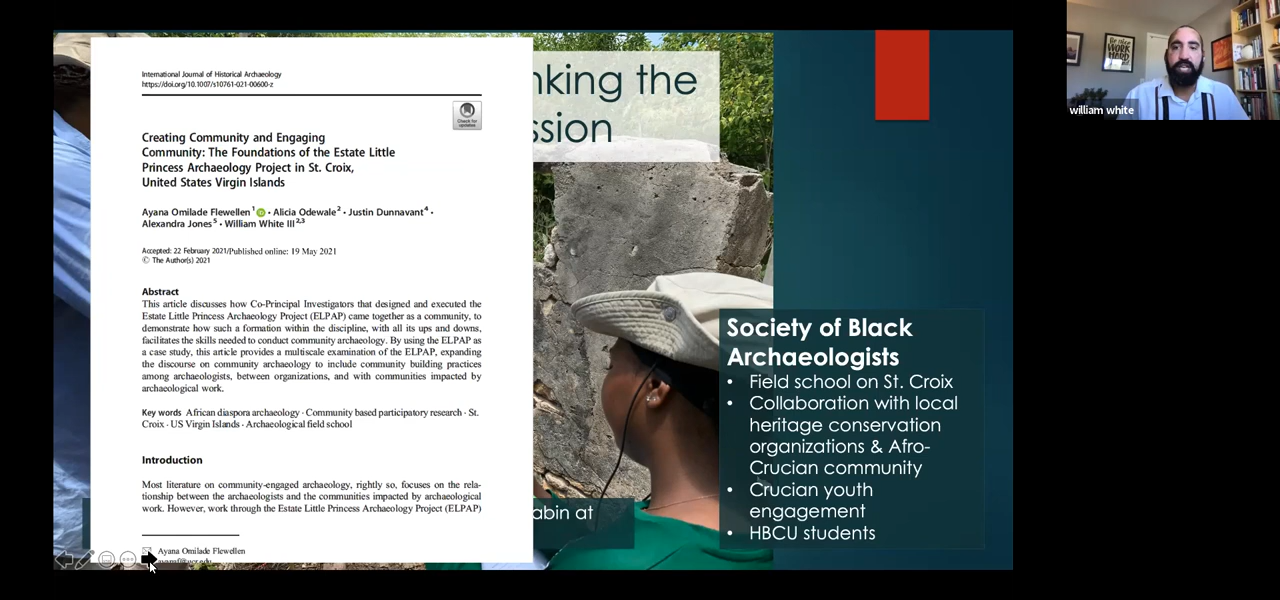 International Journal of Historical Archaeology
https://doi.org/10.1007/s10761-021-00600-z
Check for
updates
Creating Community and Engaging
Community: The Foundations of the Estate Little
Princess Archaeology Project in St. Croix,
United States Virgin Islands
Ayana Omilade Flewellen 1 · Alicia Odewale 2 · Justin Dunnavant 4 ·
Alexandra Jones 5 · William White III 2,3
Accepted: 22 February 2021/Published online: 19 May 2021
© The Author(s) 2021
Abstract
This article discusses how Co-Principal Investigators that designed and executed the
Estate Little Princess Archaeology Project (ELPAP) came together as a community, to
demonstrate how such a formation within the discipline, with all its ups and downs,
facilitates the skills needed to conduct community archaeology. By using the ELPAP as
a case study, this article provides a multiscale examination of the ELPAP, expanding
the discourse on community archaeology to include community building practices
among archaeologists, between organizations, and with communities impacted by
archaeological work.
Key words African diaspora archaeology · Community based participatory research · St.
Croix · US Virgin Islands · Archaeological field school
Introduction
Most literature on community-engaged archaeology, rightly so, focuses on the rela-
tionship between the archaeologists and the communities impacted by archaeological
work. However, work through the Estate Little Princess Archaeology Project (ELPAP)
Ayana Omilade Flewellen
nking the
ssion
abin at
Society of Black
Archaeologists
• Field school on St. Croix
• Collaboration with local
heritage conservation
organizations & Afro-
Crucian community
• Crucian youth
engagement
• HBCU students
WORK
HARD
william white